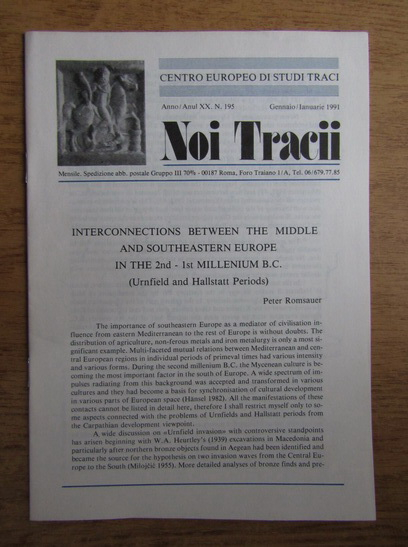 CENTRO EUROPEO DI STUDI TRACI
Anno/Anul XX. N. 195 Gennaio/Ianuarie 1991
Noi Tracii
Mensile. Spedizione abb. postale Gruppo III 70% - 00187 Roma, Foro Traiano 1/A, Tel. 06/679.77.85
INTERCONNECTIONS BETWEEN THE MIDDLE
AND SOUTHEASTERN EUROPE
IN THE 2nd - 1st MILLENIUM B.C.
(Urnfield and Hallstatt Periods)
Peter Romsauer
The importance of southeastern Europe as a mediator of civilisation in-
fluence from eastern Mediterranean to the rest of Europe is without doubts. The
distribution of agriculture, non-ferrous metals and iron metalurgy is only a most si-
gnificant example. Multi-faceted mutual relations between Mediterranean and cen-
tral European regions in individual periods of primeval times had various intensity
and various forms. During the second millenium B.C. the Mycenean culture is be-
coming the most important factor in the south of Europe. A wide spectrum of im-
pulses radiating from this background was accepted and transformed in various
cultures and they had become a basis for synchronisation of cultural development
in various parts of European space (Hänsel 1982). All the manifestations of these
contacts cannot be listed in detail here, therefore I shall restrict myself only to so-
me aspects connected with the problems of Urnfields and Hallstatt periods from
the Carpathian development viewpoint.
A wide discussion on «Urnfield invasion» with controversive standpoints
has arisen beginning with W.A. Heurtley's (1939) excavations in Macedonia and
particularly after northern bronze objects found in Aegean had been identified and
became the source for the hypothesis on two invasion waves from the Central Eu-
rope to the South (Milojčić 1955). More detailed analyses of bronze finds and pre-